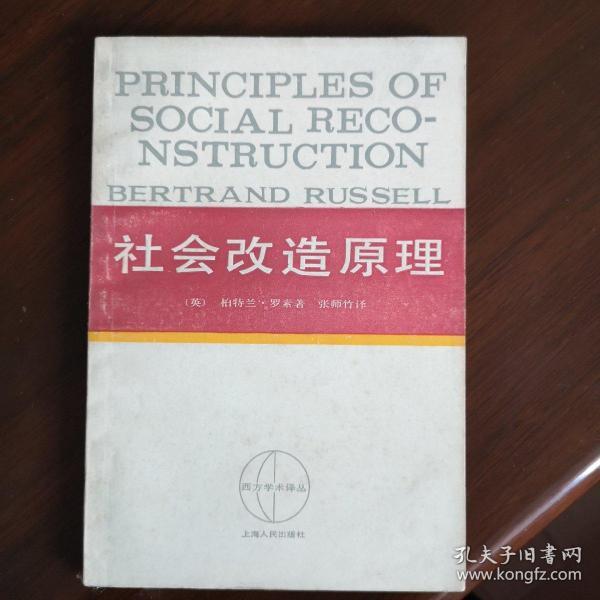 PRINCIPLES OF
SOCIAL RECO-
NSTRUCTION
BERTRAND RUSSELL
社会改造原理
〔英〕 柏特兰·罗素著 张师竹译
西方学术译丛
上海人民出版社
孔夫子旧书网
www.kongfz.com